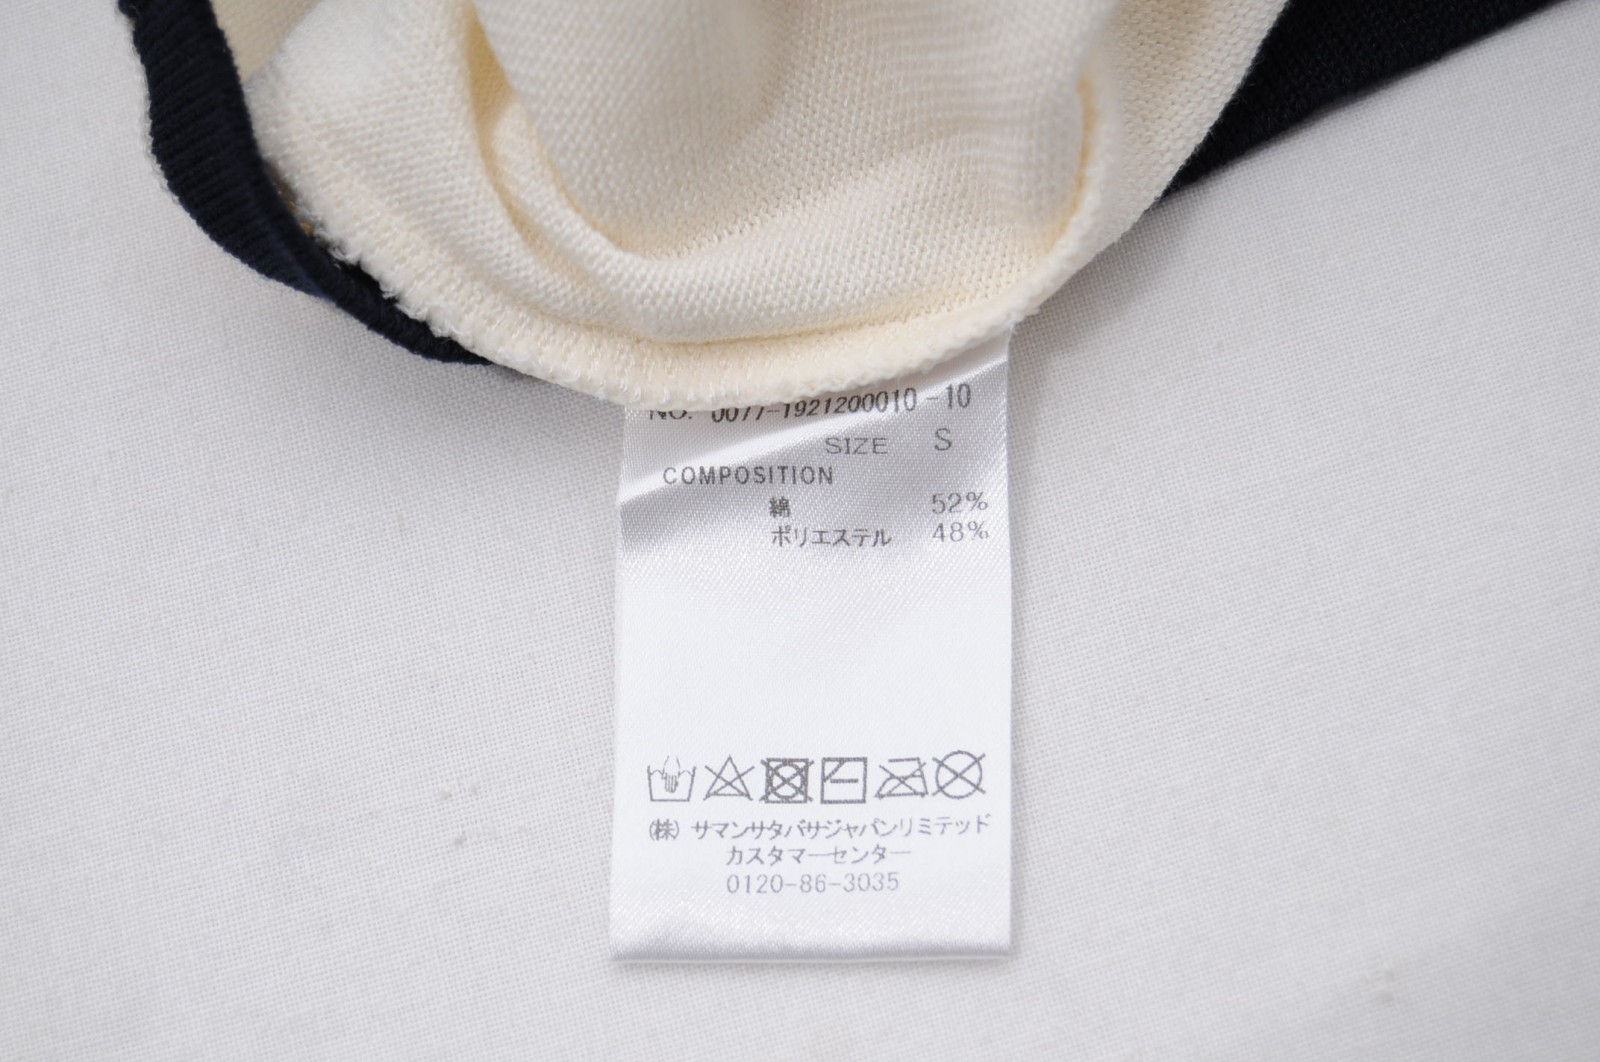 NO. 0077-1921200010-10
SIZE S
COMPOSITION
綿 52%
ポリエステル 48%
(株) サマンサタバサジャパンリミテッド
カスタマーセンター
0120-86-3035